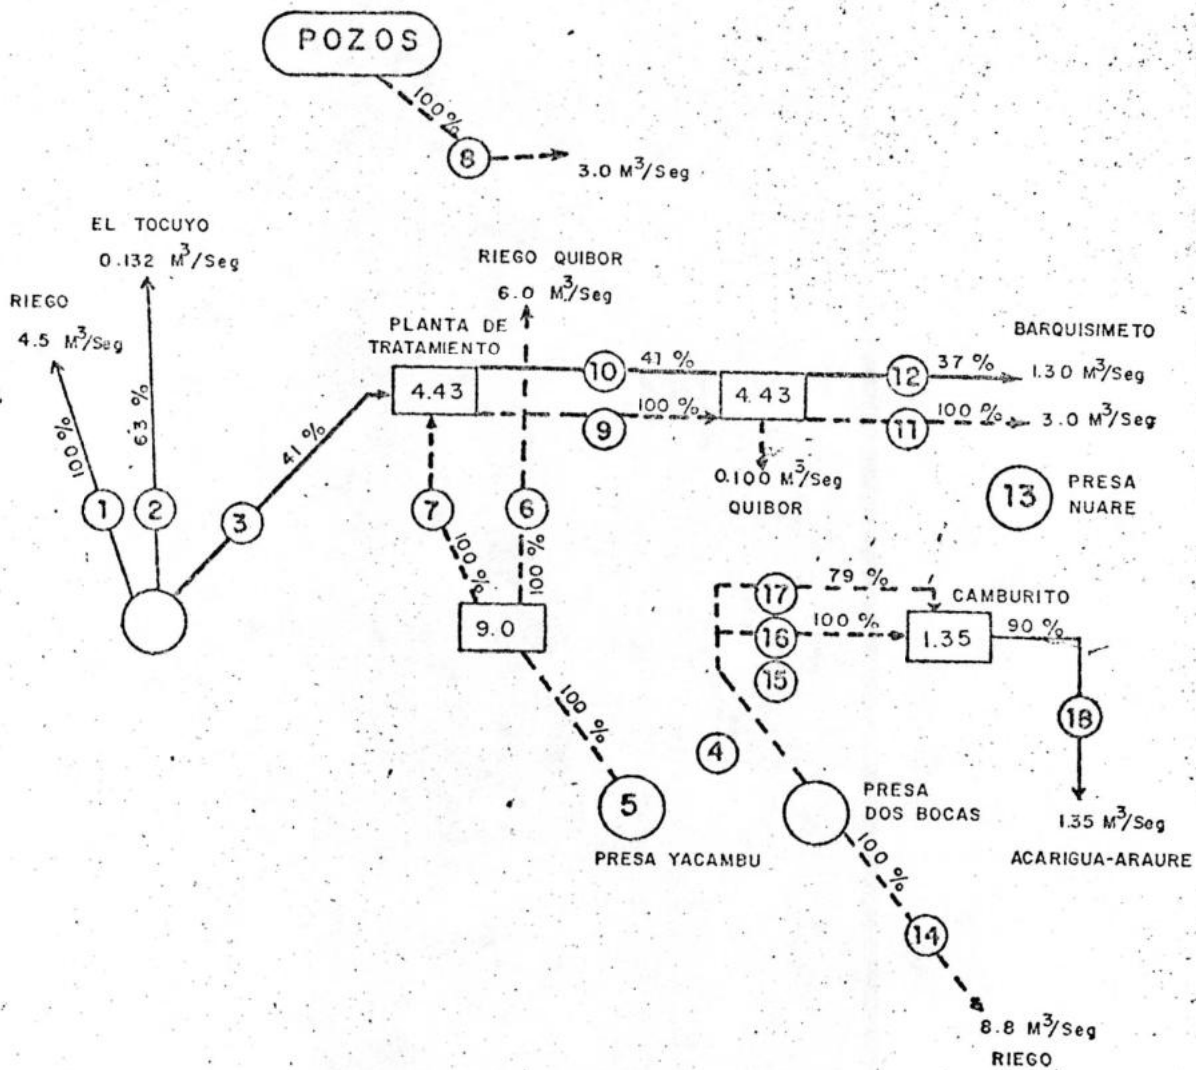 POZOS
100%
8
3.0 M³/Seg
EL TOCUYO
0.132 M³/Seg
RIEGO
4.5 M³/Seg
100%
63 %
41 %
1
2
3
RIEGO QUIBOR
6.0 M³/Seg
PLANTA DE
TRATAMIENTO
4.43
10
41 %
9
100 %
4.43
12
37 %
11
100 %
BARQUISIMETO
1.30 M³/Seg
3.0 M³/Seg
0.100 M³/Seg
QUIBOR
13
PRESA
NUARE
7
6
100%
100 %
9.0
100 %
5
PRESA YACAMBU
17
79 %
16
100 %
15
4
CAMBURITO
1.35
90 %
18
1.35 M³/Seg
ACARIGUA-ARAURE
PRESA
DOS BOCAS
100 %
14
8.8 M³/Seg
RIEGO